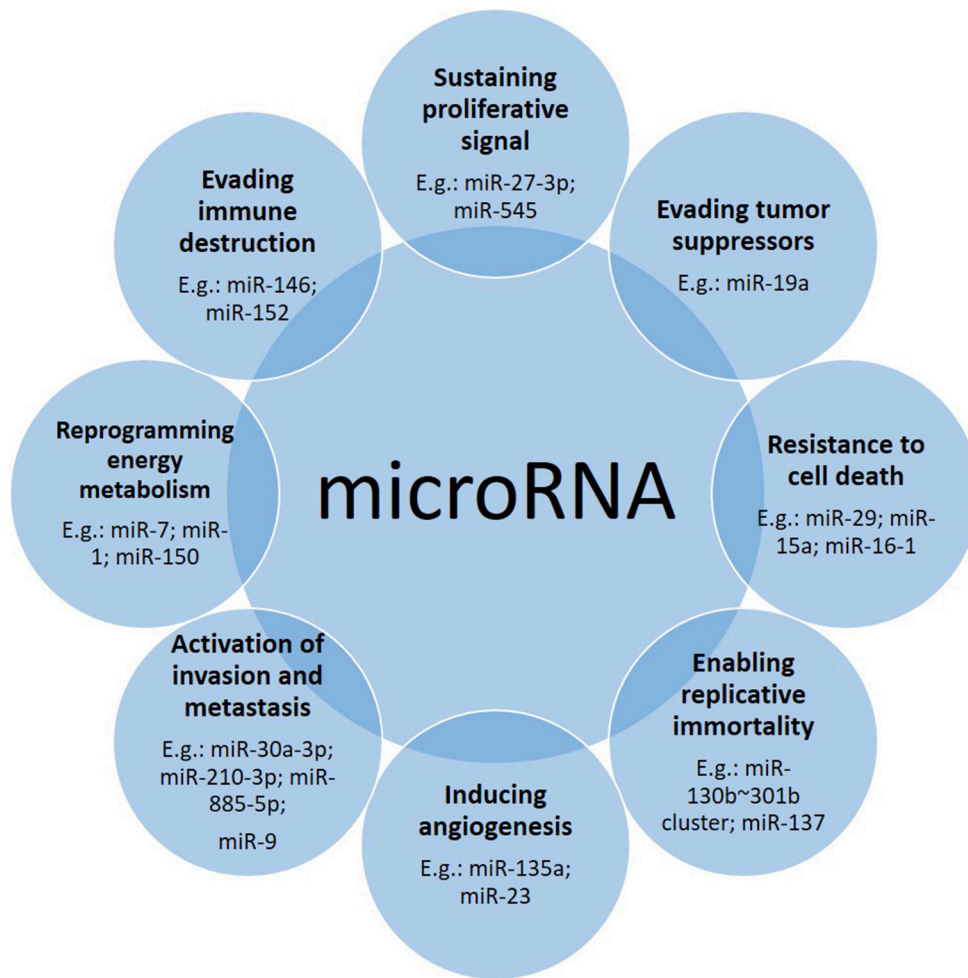 Sustaining
proliferative
signal
E.g.: miR-27-3p;
miR-545
Evading tumor
suppressors
E.g.: miR-19a
Resistance to
cell death
E.g.: miR-29; miR-
15a; miR-16-1
Enabling
replicative
immortality
E.g.: miR-
130b~301b
cluster; miR-137
Inducing
angiogenesis
E.g.: miR-135a;
miR-23
Activation of
invasion and
metastasis
E.g.: miR-30a-3p;
miR-210-3p; miR-
885-5p;
miR-9
Reprogramming
energy
metabolism
E.g.: miR-7; miR-
1; miR-150
Evading
immune
destruction
E.g.: miR-146;
miR-152
microRNA